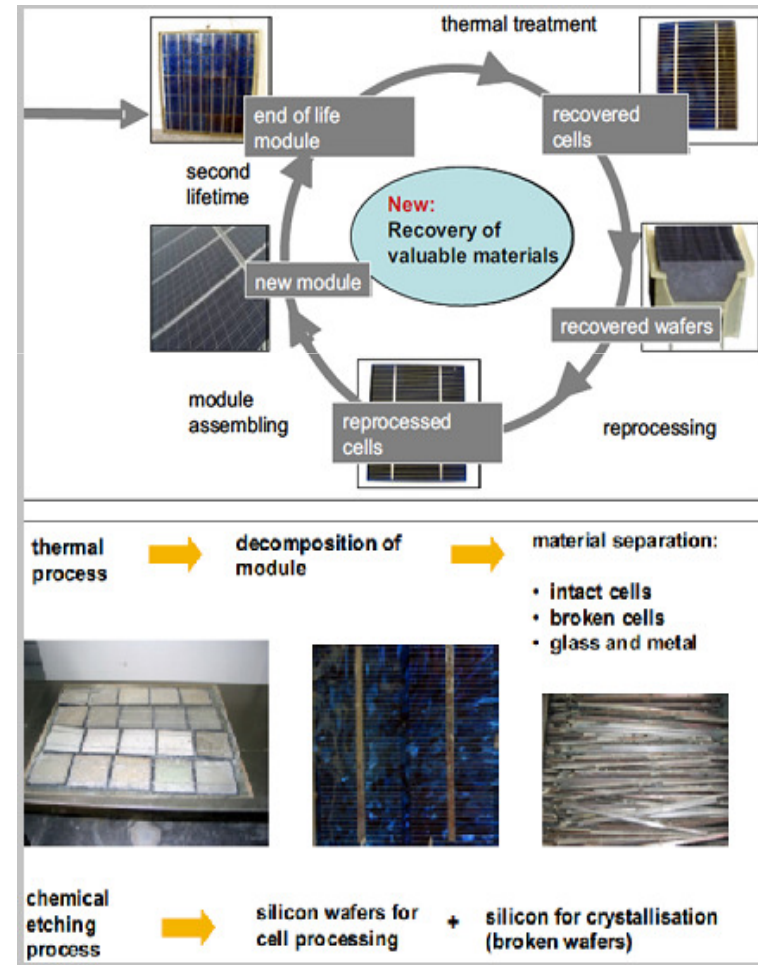 thermal treatment
end of life
module
recovered
cells
second
lifetime
New:
Recovery of
valuable materials
new module
recovered wafers
module
assembling
reprocessed
cells
reprocessing
thermal
process
decomposition of
module
material separation:
• intact cells
• broken cells
• glass and metal
chemical
etching
process
silicon wafers for
cell processing
+
silicon for crystallisation
(broken wafers)